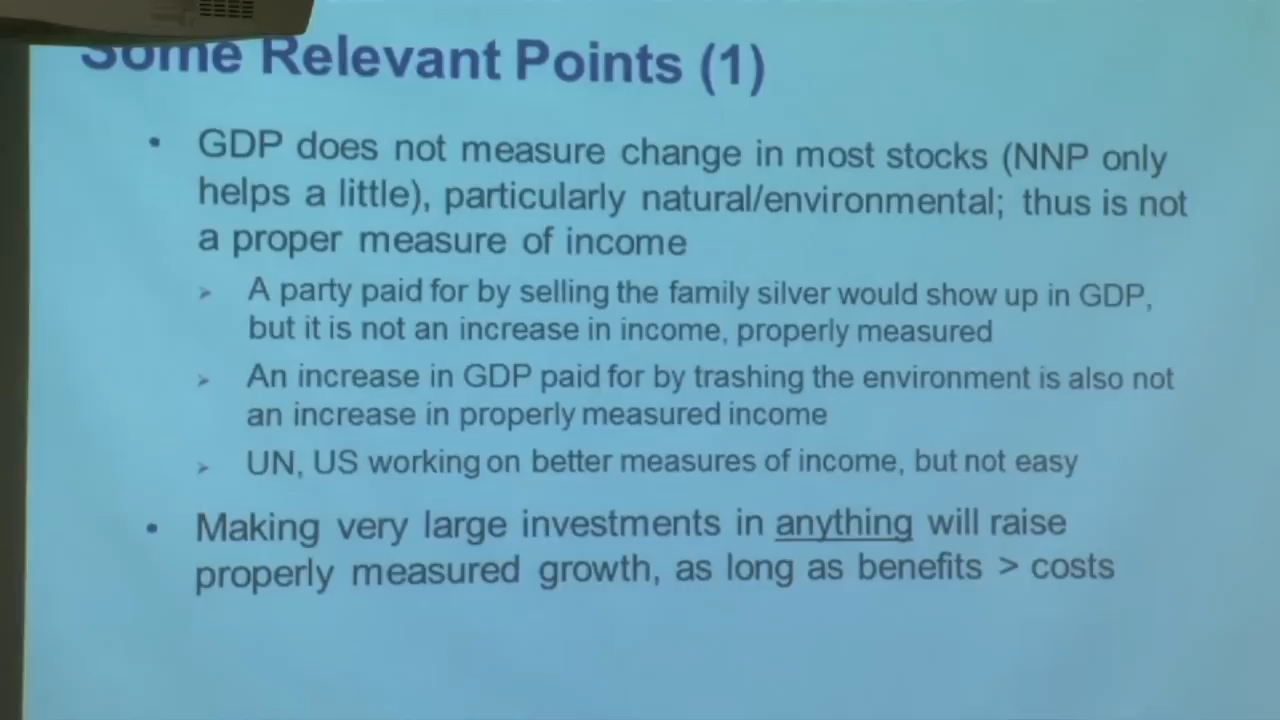 Some Relevant Points (1)
• GDP does not measure change in most stocks (NNP only
helps a little), particularly natural/environmental; thus is not
a proper measure of income
➢ A party paid for by selling the family silver would show up in GDP,
but it is not an increase in income, properly measured
➢ An increase in GDP paid for by trashing the environment is also not
an increase in properly measured income
➢ UN, US working on better measures of income, but not easy
• Making very large investments in anything will raise
properly measured growth, as long as benefits > costs